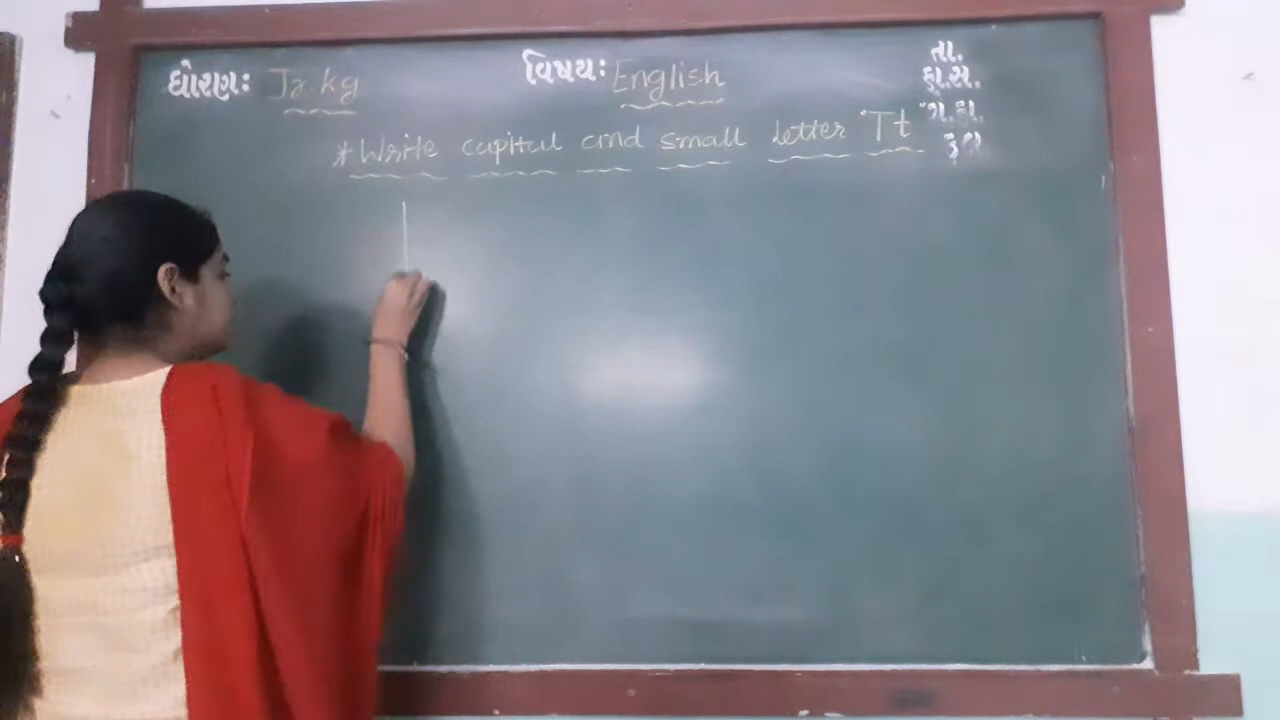 ધોરણ: Jr. kg વિષય: English
* Write capital and small letter Tt
તા.
હા.સ.
ગે.હા.
કુલ